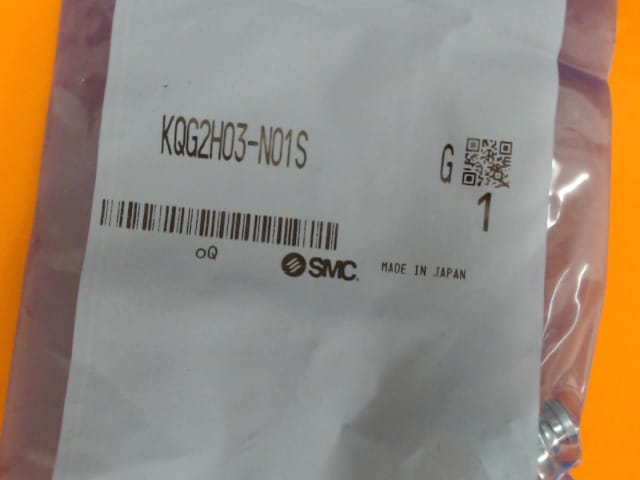 KQG2H03-N01S
G
1
oQ
SMC.
MADE IN JAPAN